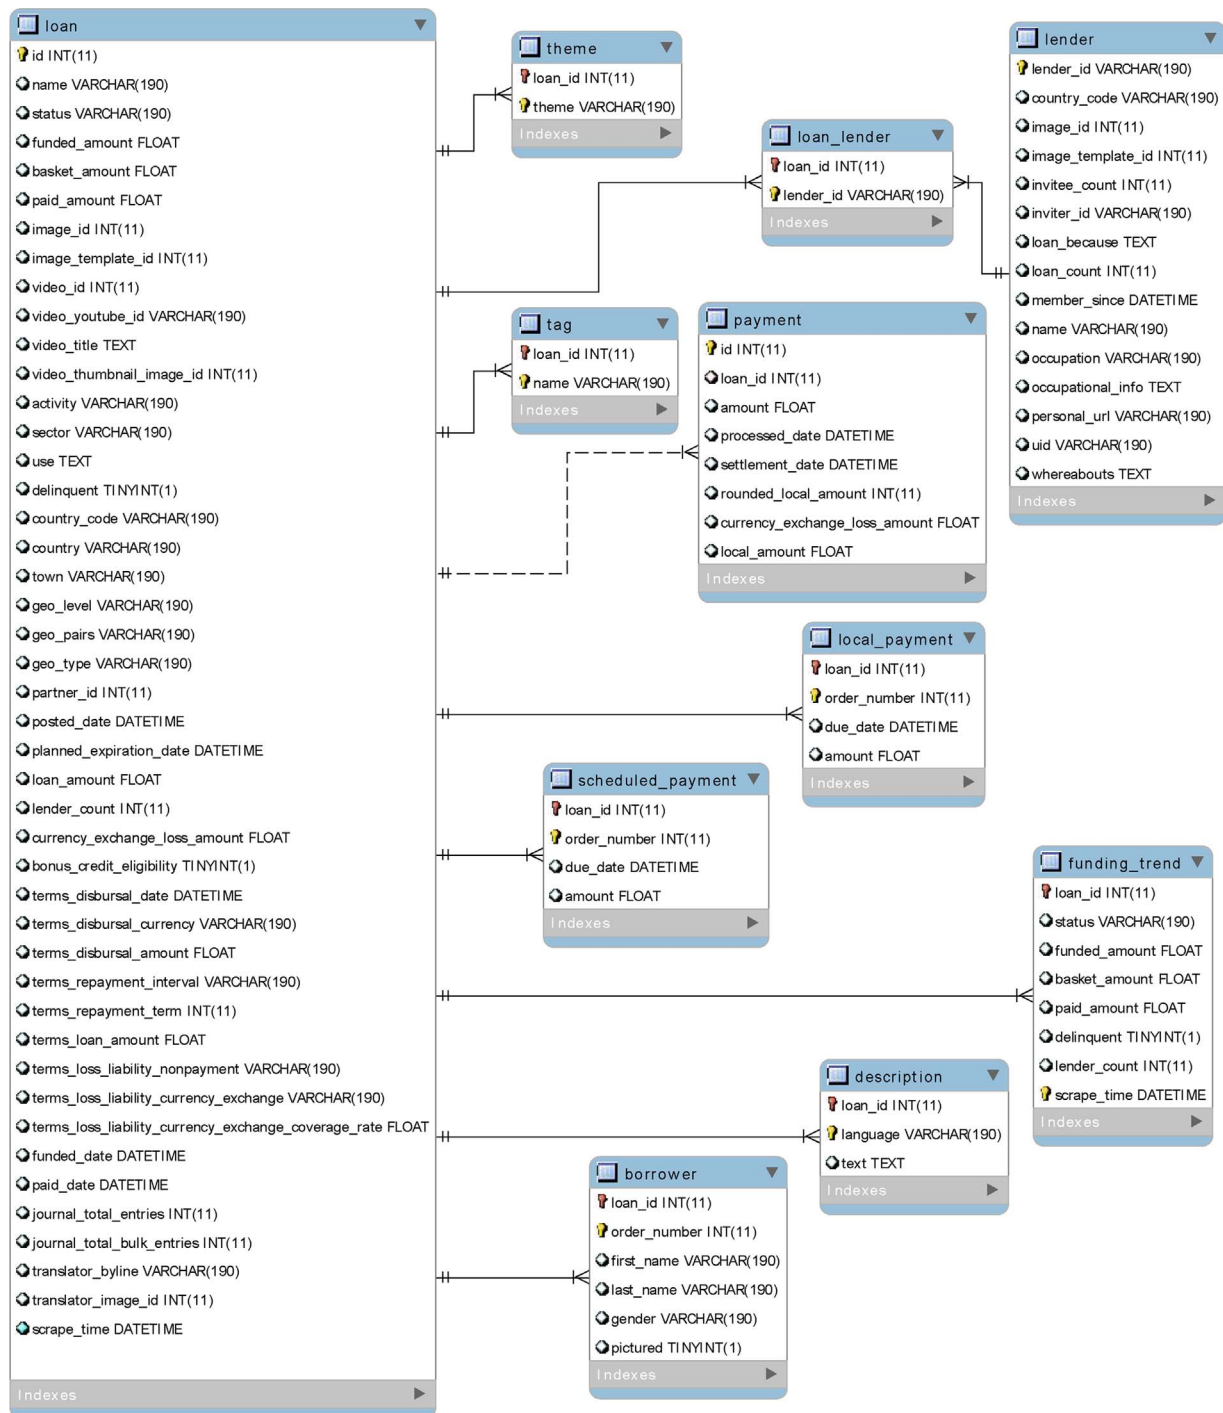 loan
id INT(11)
name VARCHAR(190)
status VARCHAR(190)
funded_amount FLOAT
basket_amount FLOAT
paid_amount FLOAT
image_id INT(11)
image_template_id INT(11)
video_id INT(11)
video_youtube_id VARCHAR(190)
video_title TEXT
video_thumbnail_image_id INT(11)
activity VARCHAR(190)
sector VARCHAR(190)
use TEXT
delinquent TINYINT(1)
country_code VARCHAR(190)
country VARCHAR(190)
town VARCHAR(190)
geo_level VARCHAR(190)
geo_pairs VARCHAR(190)
geo_type VARCHAR(190)
partner_id INT(11)
posted_date DATETIME
planned_expiration_date DATETIME
loan_amount FLOAT
lender_count INT(11)
currency_exchange_loss_amount FLOAT
bonus_credit_eligibility TINYINT(1)
terms_disbursal_date DATETIME
terms_disbursal_currency VARCHAR(190)
terms_disbursal_amount FLOAT
terms_repayment_interval VARCHAR(190)
terms_repayment_term INT(11)
terms_loan_amount FLOAT
terms_loss_liability_nonpayment VARCHAR(190)
terms_loss_liability_currency_exchange VARCHAR(190)
terms_loss_liability_currency_exchange_coverage_rate FLOAT
funded_date DATETIME
paid_date DATETIME
journal_total_entries INT(11)
journal_total_bulk_entries INT(11)
translator_byline VARCHAR(190)
translator_image_id INT(11)
scrape_time DATETIME
Indexes
theme
loan_id INT(11)
theme VARCHAR(190)
Indexes
loan_lender
loan_id INT(11)
lender_id VARCHAR(190)
Indexes
lender
lender_id VARCHAR(190)
country_code VARCHAR(190)
image_id INT(11)
image_template_id INT(11)
invitee_count INT(11)
inviter_id VARCHAR(190)
loan_because TEXT
loan_count INT(11)
member_since DATETIME
name VARCHAR(190)
occupation VARCHAR(190)
occupational_info TEXT
personal_url VARCHAR(190)
uid VARCHAR(190)
whereabouts TEXT
Indexes
tag
loan_id INT(11)
name VARCHAR(190)
Indexes
payment
id INT(11)
loan_id INT(11)
amount FLOAT
processed_date DATETIME
settlement_date DATETIME
rounded_local_amount INT(11)
currency_exchange_loss_amount FLOAT
local_amount FLOAT
Indexes
local_payment
loan_id INT(11)
order_number INT(11)
due_date DATETIME
amount FLOAT
Indexes
scheduled_payment
loan_id INT(11)
order_number INT(11)
due_date DATETIME
amount FLOAT
Indexes
funding_trend
loan_id INT(11)
status VARCHAR(190)
funded_amount FLOAT
basket_amount FLOAT
paid_amount FLOAT
delinquent TINYINT(1)
lender_count INT(11)
scrape_time DATETIME
Indexes
description
loan_id INT(11)
language VARCHAR(190)
text TEXT
Indexes
borrower
loan_id INT(11)
order_number INT(11)
first_name VARCHAR(190)
last_name VARCHAR(190)
gender VARCHAR(190)
pictured TINYINT(1)
Indexes